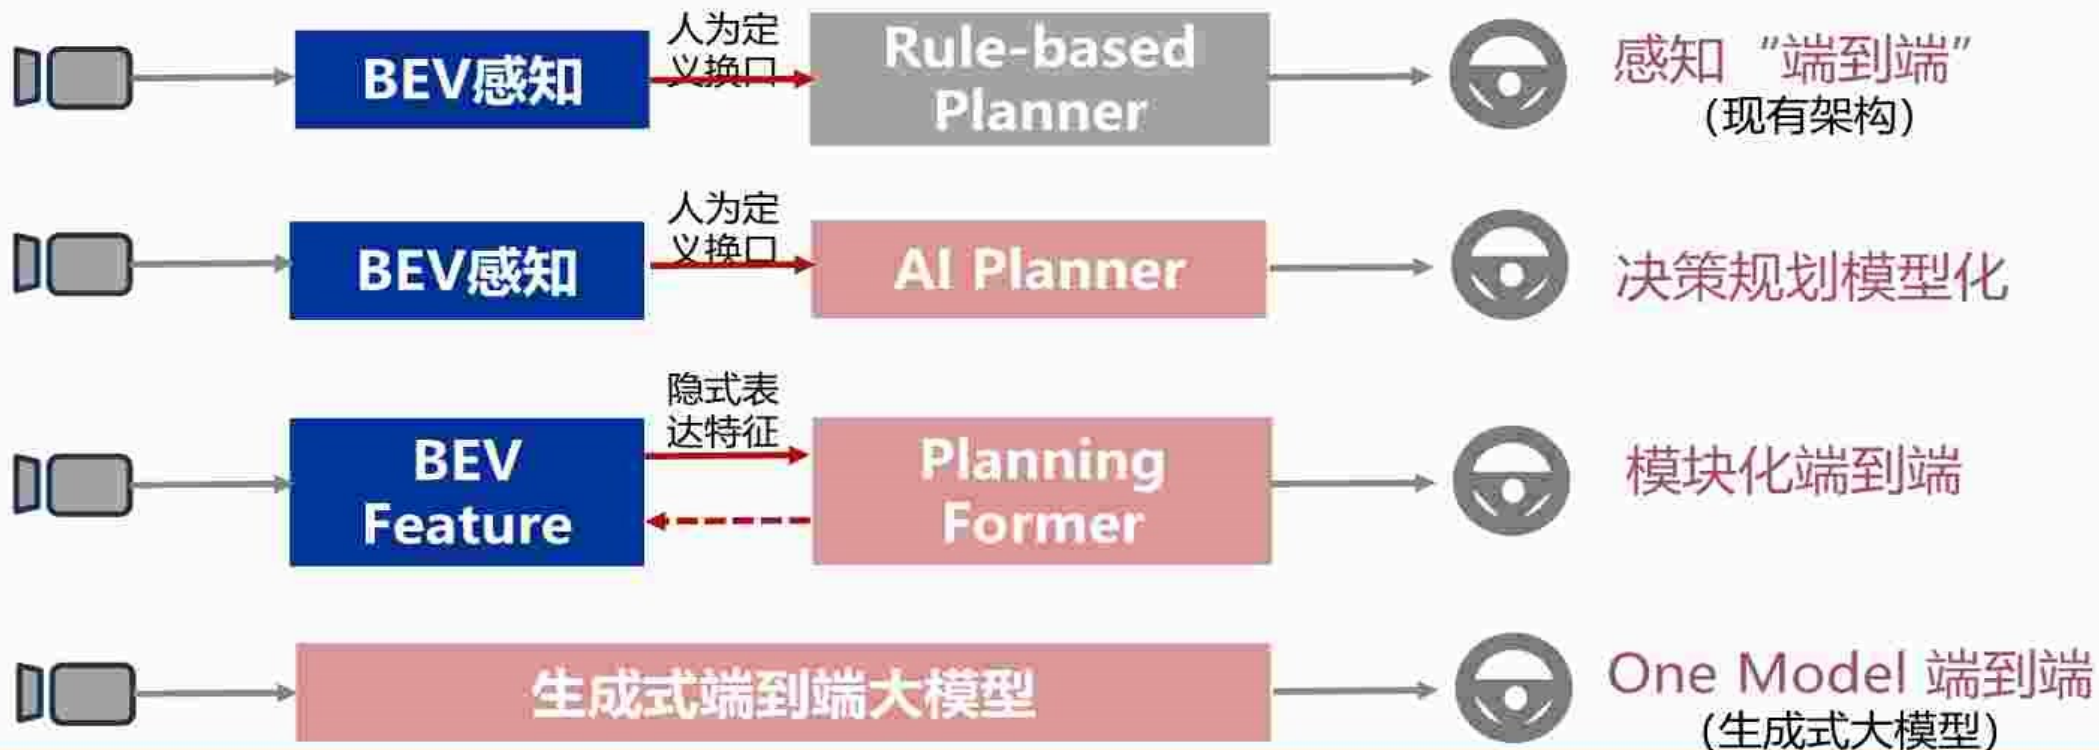 人为定
义换口
BEV感知
Rule-based
Planner
感知 “端到端”
(现有架构)
人为定
义换口
BEV感知
AI Planner
决策规划模型化
隐式表
达特征
BEV
Feature
Planning
Former
模块化端到端
生成式端到端大模型
One Model 端到端
(生成式大模型)